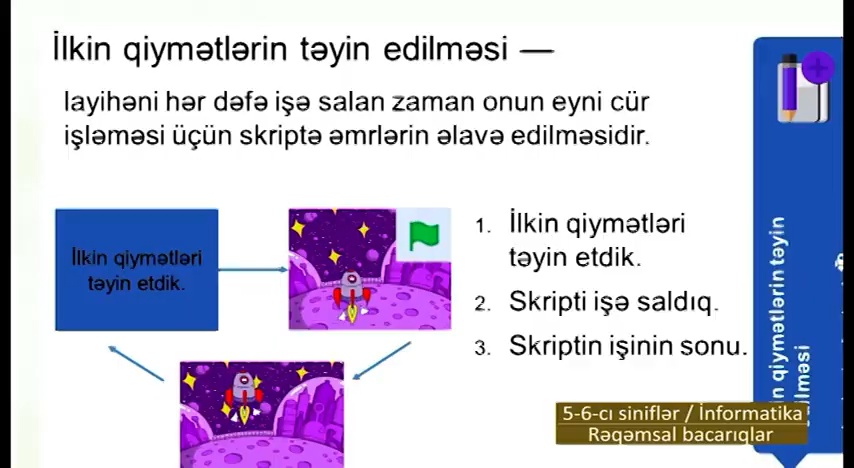 İlkin qiymətlərin təyin edilməsi —
layihəni hər dəfə işə salan zaman onun eyni cür
işləməsi üçün skriptə əmrlərin əlavə edilməsidir.
İlkin qiymətləri
təyin etdik.
1. İlkin qiymətləri
təyin etdik.
2. Skripti işə saldıq.
3. Skriptin işinin sonu.
qiymətlərin təyin
5-6-cı siniflər / İnformatika
Rəqəmsal bacarıqlar